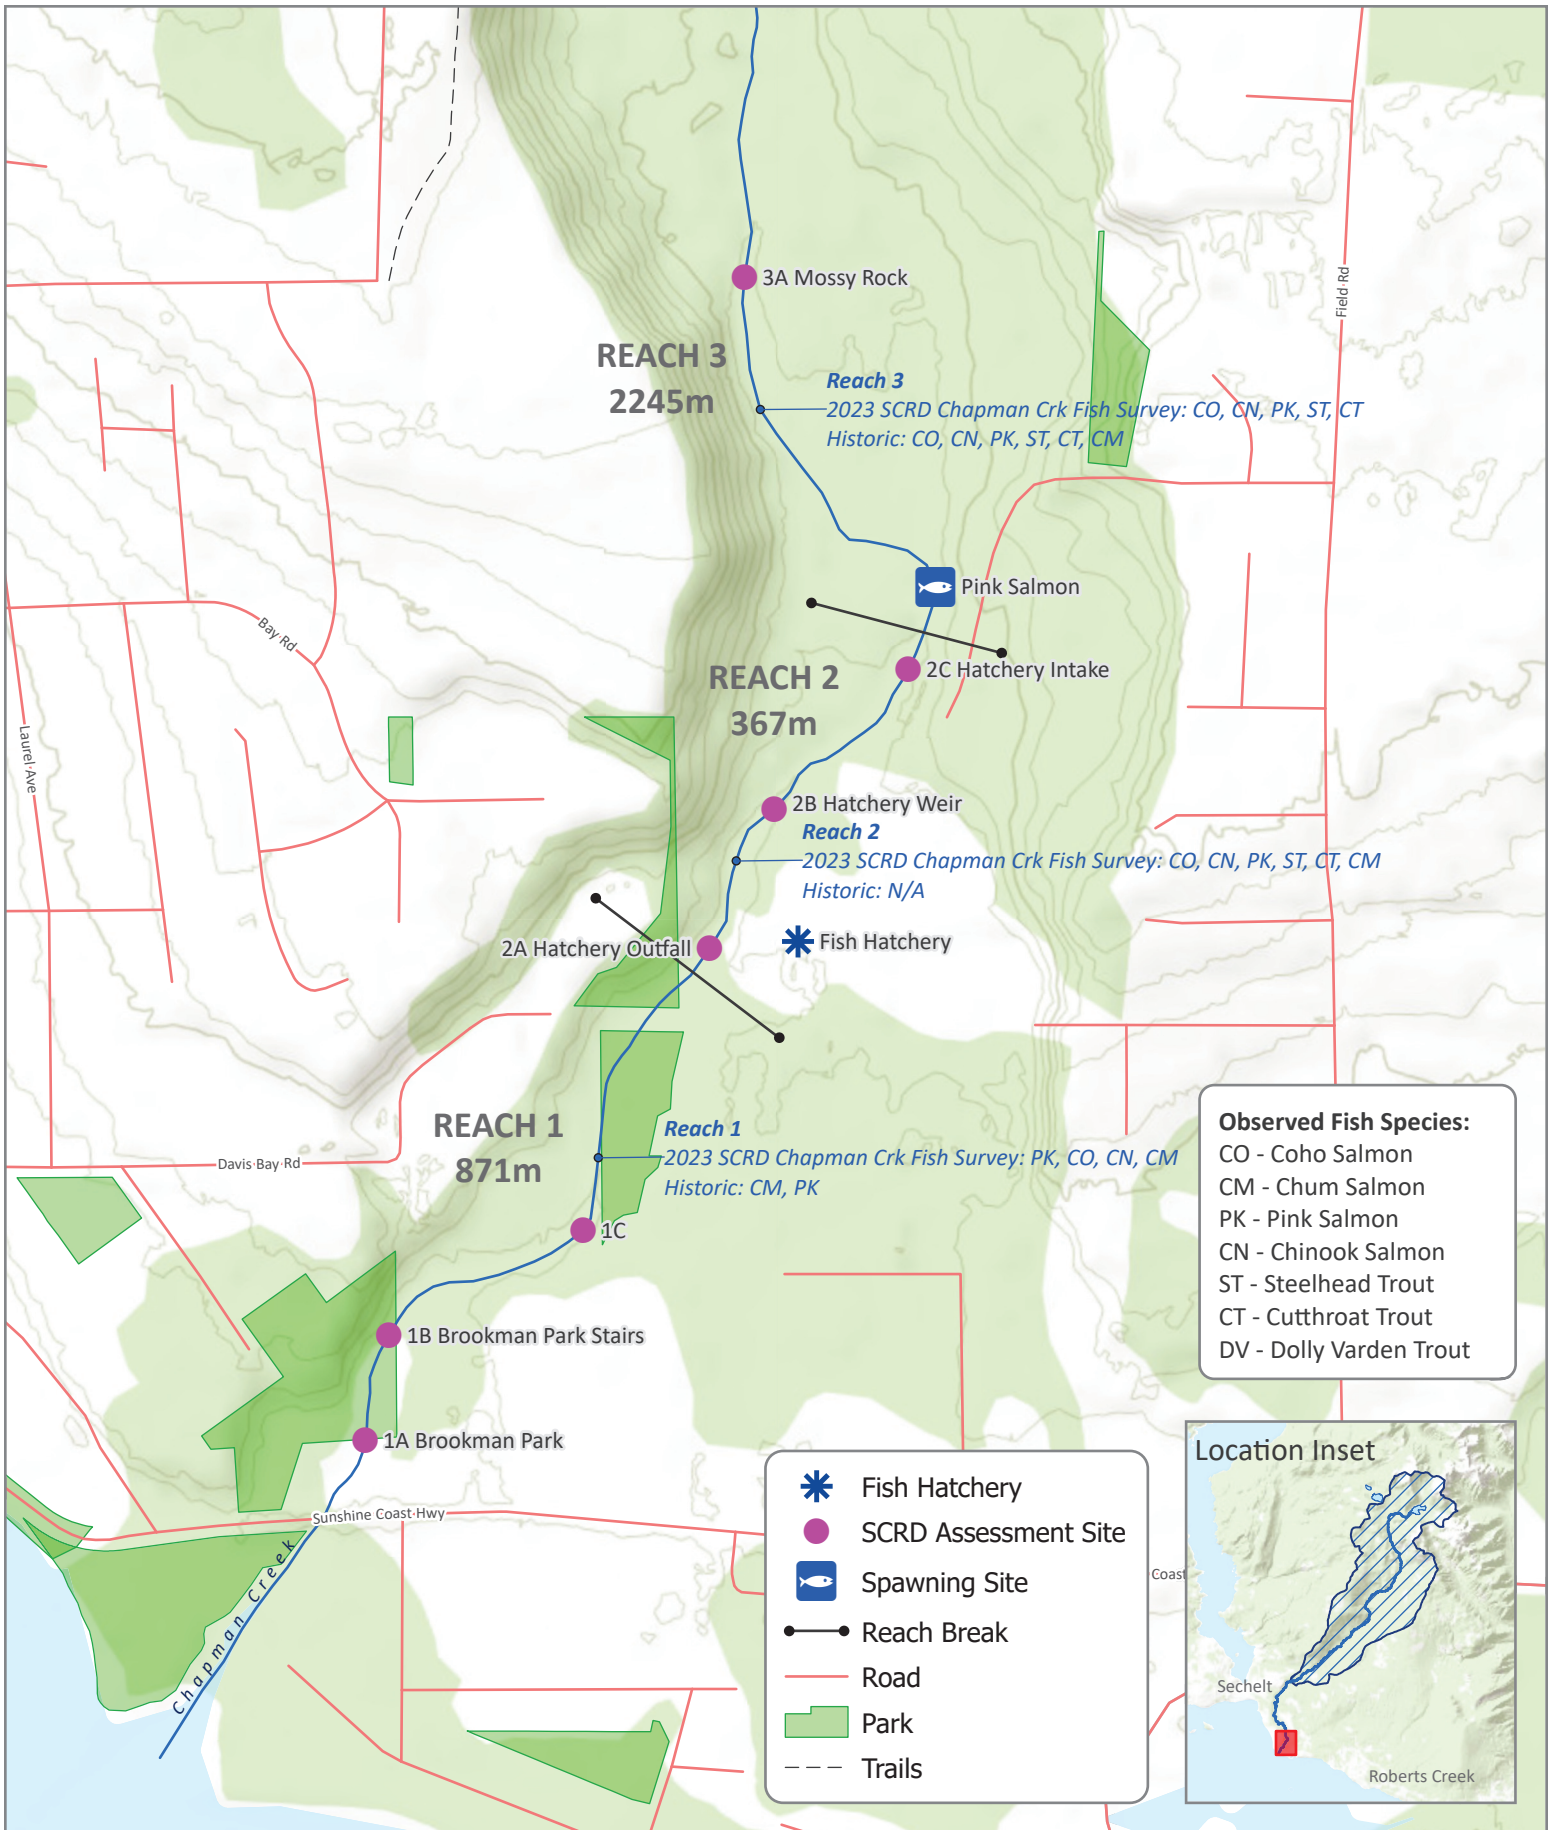 3A Mossy Rock
Field Rd
REACH 3
2245m
Reach 3
2023 SCRD Chapman Crk Fish Survey: CO, CN, PK, ST, CT
Historic: CO, CN, PK, ST, CT, CM
Pink Salmon
Bay Rd
2C Hatchery Intake
REACH 2
367m
Laurel Ave
2B Hatchery Weir
Reach 2
2023 SCRD Chapman Crk Fish Survey: CO, CN, PK, ST, CT, CM
Historic: N/A
2A Hatchery Outfall
Fish Hatchery
REACH 1
871m
Reach 1
2023 SCRD Chapman Crk Fish Survey: PK, CO, CN, CM
Historic: CM, PK
Davis Bay Rd
1C
1B Brookman Park Stairs
1A Brookman Park
Sunshine Coast Hwy
Chapman Creek
Coast
Observed Fish Species:
CO - Coho Salmon
CM - Chum Salmon
PK - Pink Salmon
CN - Chinook Salmon
ST - Steelhead Trout
CT - Cutthroat Trout
DV - Dolly Varden Trout
Fish Hatchery
SCRD Assessment Site
Spawning Site
Reach Break
Road
Park
Trails
Location Inset
Sechelt
Roberts Creek